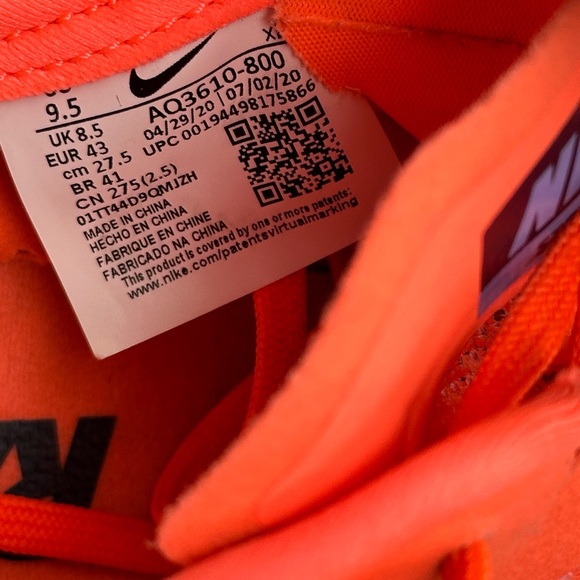 9.5
UK 8.5
EUR 43
cm 27.5
BR 41
CN 275(2.5)
01TT44D9QMJZH
AQ3610-800
04/29/20 07/02/20
UPC 00194498175866
MADE IN CHINA
HECHO EN CHINA
FABRIQUE EN CHINE
FABRICADO NA CHINA
This product is covered by one or more patents:
www.nike.com/patentsvirtualmarking